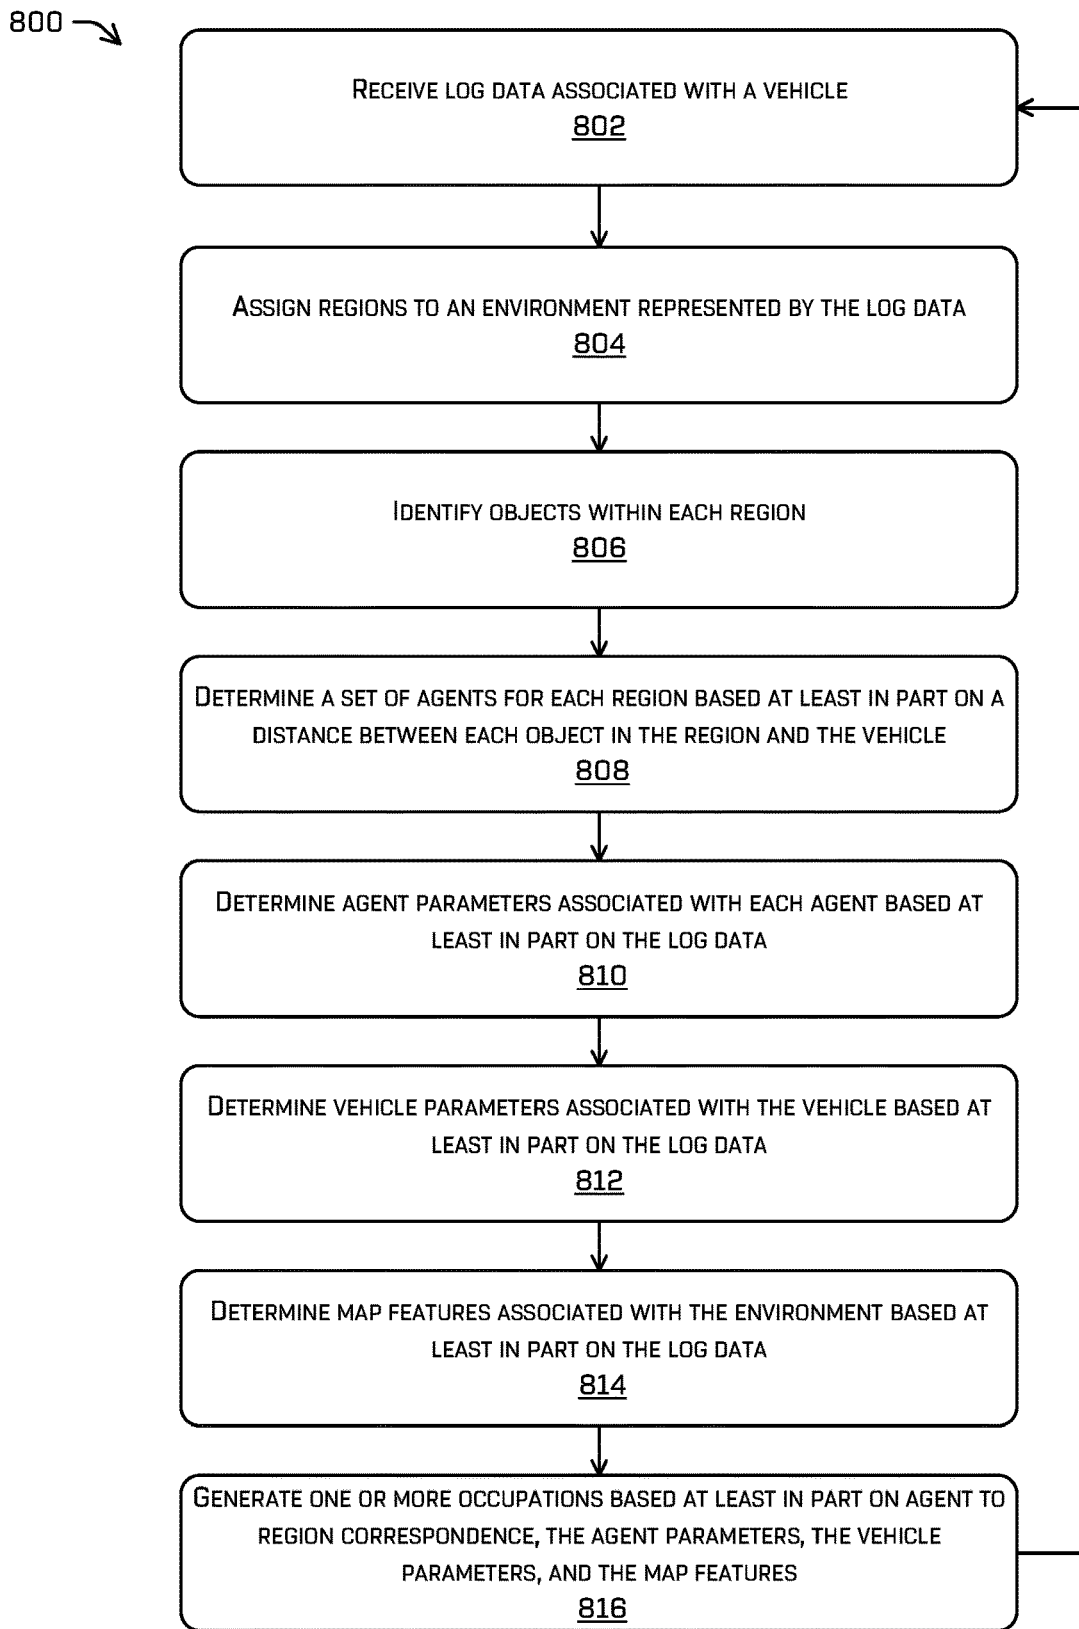 800
RECEIVE LOG DATA ASSOCIATED WITH A VEHICLE
802
ASSIGN REGIONS TO AN ENVIRONMENT REPRESENTED BY THE LOG DATA
804
IDENTIFY OBJECTS WITHIN EACH REGION
806
DETERMINE A SET OF AGENTS FOR EACH REGION BASED AT LEAST IN PART ON A
DISTANCE BETWEEN EACH OBJECT IN THE REGION AND THE VEHICLE
808
DETERMINE AGENT PARAMETERS ASSOCIATED WITH EACH AGENT BASED AT
LEAST IN PART ON THE LOG DATA
810
DETERMINE VEHICLE PARAMETERS ASSOCIATED WITH THE VEHICLE BASED AT
LEAST IN PART ON THE LOG DATA
812
DETERMINE MAP FEATURES ASSOCIATED WITH THE ENVIRONMENT BASED AT
LEAST IN PART ON THE LOG DATA
814
GENERATE ONE OR MORE OCCUPATIONS BASED AT LEAST IN PART ON AGENT TO
REGION CORRESPONDENCE, THE AGENT PARAMETERS, THE VEHICLE
PARAMETERS, AND THE MAP FEATURES
816